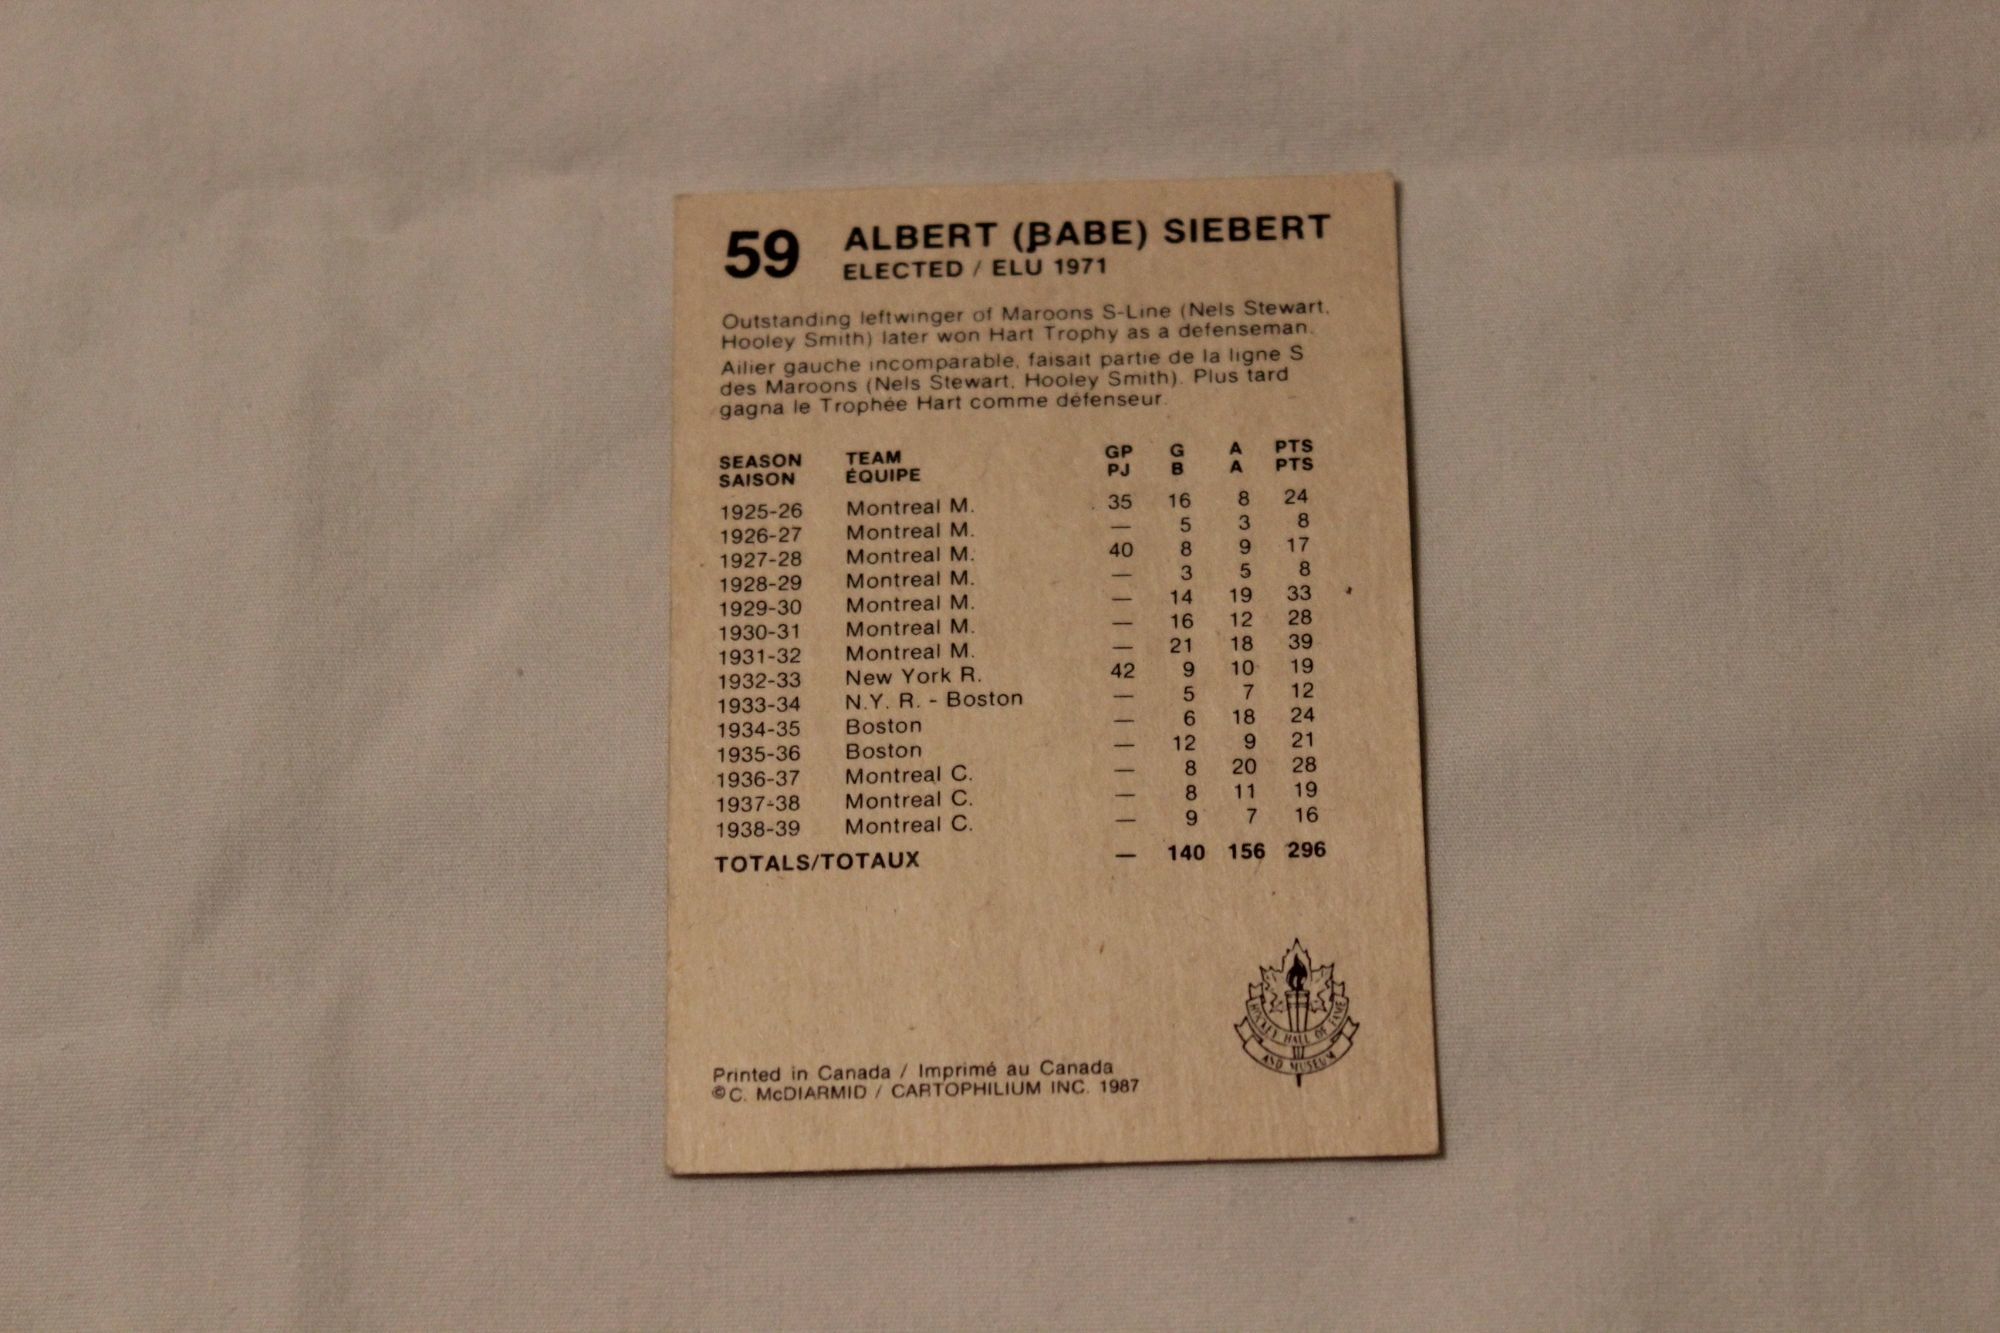 59 ALBERT (BABE) SIEBERT
ELECTED / ELU 1971
Outstanding leftwinger of Maroons S-Line (Nels Stewart,
Hooley Smith) later won Hart Trophy as a defenseman.
Ailier gauche incomparable, faisait partie de la ligne S
des Maroons (Nels Stewart, Hooley Smith). Plus tard
gagna le Trophée Hart comme défenseur.
SEASON TEAM GP G A PTS
SAISON ÉQUIPE PJ B A PTS
1925-26 Montreal M. 35 16 8 24
1926-27 Montreal M. — 5 3 8
1927-28 Montreal M. 40 8 9 17
1928-29 Montreal M. — 3 5 8
1929-30 Montreal M. — 14 19 33
1930-31 Montreal M. — 16 12 28
1931-32 Montreal M. — 21 18 39
1932-33 New York R. 42 9 10 19
1933-34 N.Y. R. - Boston — 5 7 12
1934-35 Boston — 6 18 24
1935-36 Boston — 12 9 21
1936-37 Montreal C. — 8 20 28
1937-38 Montreal C. — 8 11 19
1938-39 Montreal C. — 9 7 16
TOTALS/TOTAUX — 140 156 296
HOCKEY HALL OF FAME
AND MUSEUM
Printed in Canada / Imprimé au Canada
©C. McDIARMID / CARTOPHILIUM INC. 1987